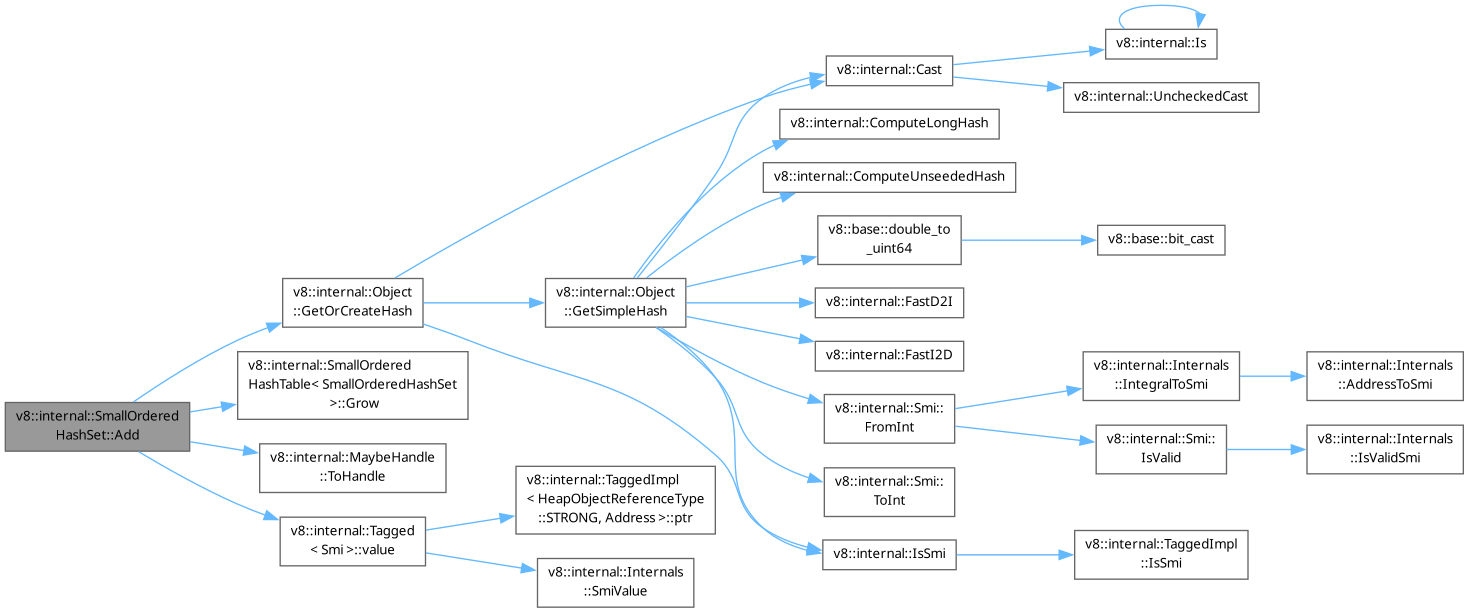 v8::internal::SmallOrdered
HashSet::Add
v8::internal::Object
::GetOrCreateHash
v8::internal::SmallOrdered
HashTable< SmallOrderedHashSet
>::Grow
v8::internal::MaybeHandle
::ToHandle
v8::internal::Tagged
< Smi >::value
v8::internal::Object
::GetSimpleHash
v8::internal::TaggedImpl
< HeapObjectReferenceType
::STRONG, Address >::ptr
v8::internal::Internals
::SmiValue
v8::internal::Cast
v8::internal::ComputeLongHash
v8::internal::ComputeUnseededHash
v8::base::double_to
_uint64
v8::internal::FastD2I
v8::internal::FastI2D
v8::internal::Smi::
FromInt
v8::internal::Smi::
ToInt
v8::internal::IsSmi
v8::internal::Is
v8::internal::UncheckedCast
v8::base::bit_cast
v8::internal::Internals
::IntegralToSmi
v8::internal::Smi::
IsValid
v8::internal::TaggedImpl
::IsSmi
v8::internal::Internals
::AddressToSmi
v8::internal::Internals
::IsValidSmi